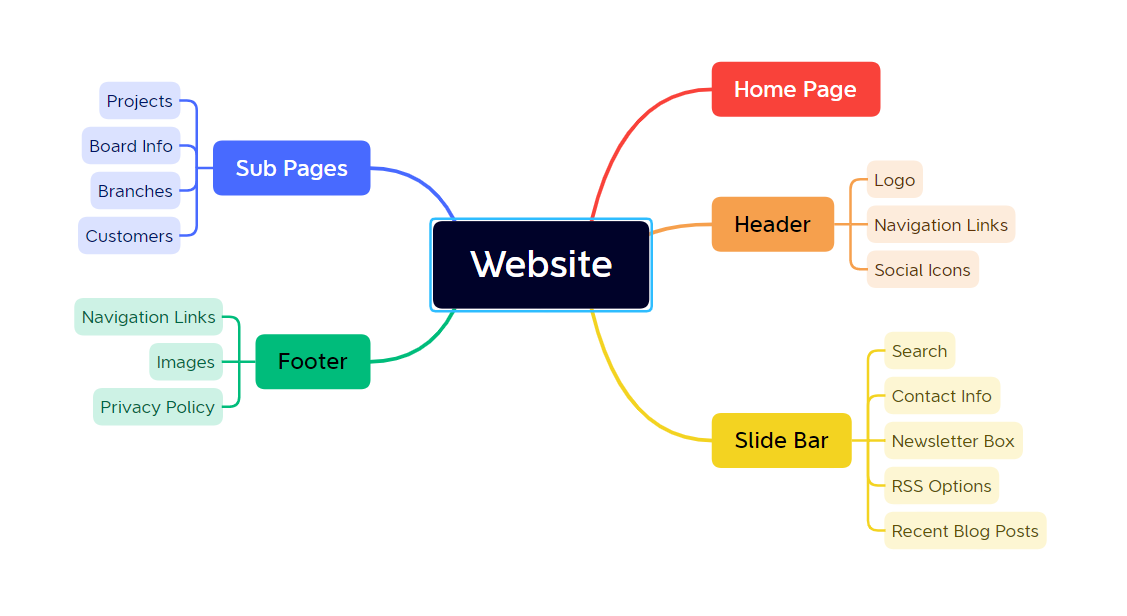 Website
Home Page
Header
Logo
Navigation Links
Social Icons
Slide Bar
Search
Contact Info
Newsletter Box
RSS Options
Recent Blog Posts
Sub Pages
Projects
Board Info
Branches
Customers
Footer
Navigation Links
Images
Privacy Policy